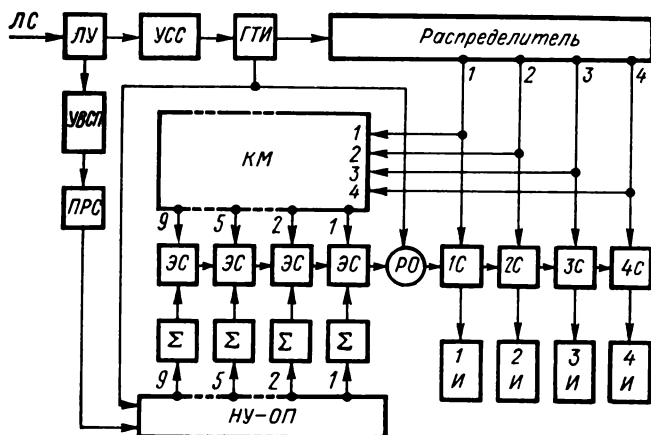 ЛС
ЛУ УСС ГТИ Распределитель
1 2 3 4
УВСП
КМ
1
2
3
4
ПРС
9 5 2 1
ЭС ЭС ЭС ЭС РО 1С 2С 3С 4С
Σ Σ Σ Σ
1 И 2 И 3 И 4 И
9 5 2 1
НУ-ОП